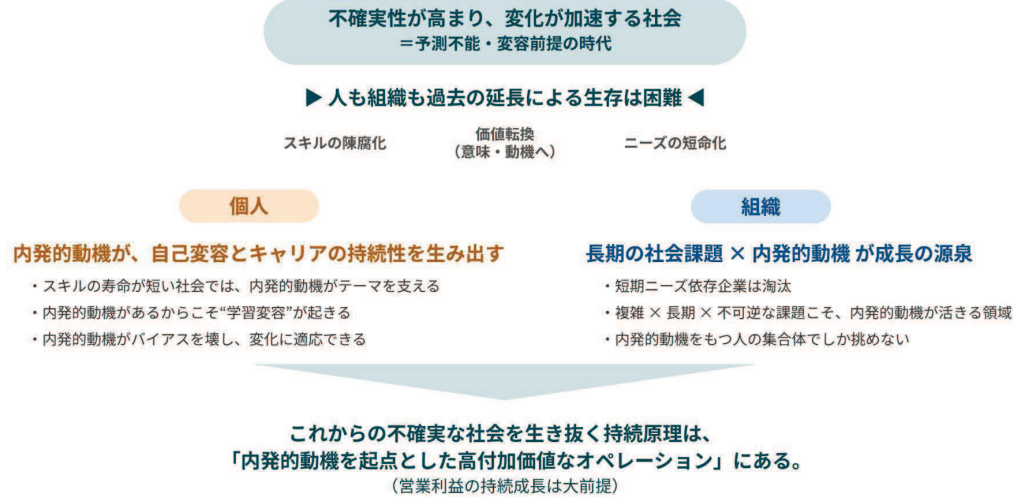 不確実性が高まり、変化が加速する社会
＝予測不能・変容前提の時代
▶ 人も組織も過去の延長による生存は困難 ◀
スキルの陳腐化
価値転換
（意味・動機へ）
ニーズの短命化
個人
内発的動機が、自己変容とキャリアの持続性を生み出す
・スキルの寿命が短い社会では、内発的動機がテーマを支える
・内発的動機があるからこそ“学習変容”が起きる
・内発的動機がバイアスを壊し、変化に適応できる
組織
長期の社会課題 × 内発的動機 が成長の源泉
・短期ニーズ依存企業は淘汰
・複雑 × 長期 × 不可逆な課題こそ、内発的動機が活きる領域
・内発的動機をもつ人の集合体でしか挑めない
これからの不確実な社会を生き抜く持続原理は、
「内発的動機を起点とした高付加価値なオペレーション」にある。
（営業利益の持続成長は大前提）